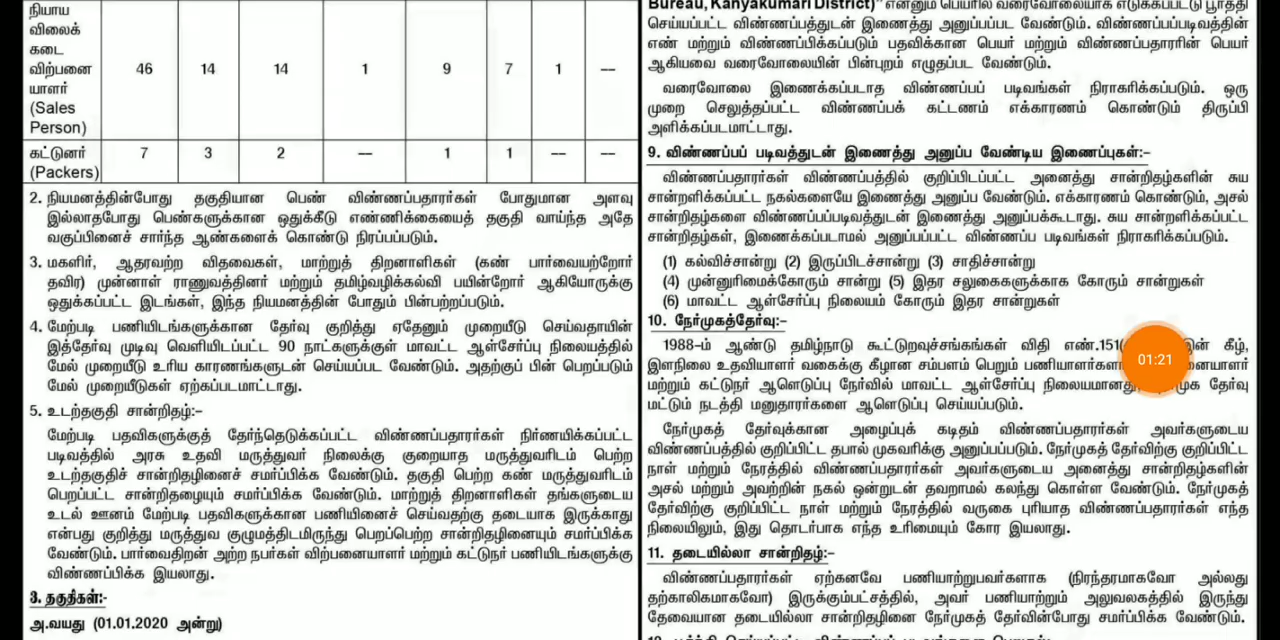 நியாய
விலைக்
கடை
விற்பனை
யாளர்
(Sales
Person)
46 14 14 1 9 7 1 --
கட்டுனர்
(Packers)
7 3 2 -- 1 1 -- --
2. நியமனத்தின்போது தகுதியான பெண் விண்ணப்பதாரர்கள் போதுமான அளவு
இல்லாதபோது பெண்களுக்கான ஒதுக்கீடு எண்ணிக்கையைத் தகுதி வாய்ந்த அதே
வகுப்பினைச் சார்ந்த ஆண்களைக் கொண்டு நிரப்பப்படும்.
3. மகளிர், ஆதரவற்ற விதவைகள், மாற்றுத் திறனாளிகள் (கண் பார்வையற்றோர்
தவிர) முன்னாள் ராணுவத்தினர் மற்றும் தமிழ்வழிக்கல்வி பயின்றோர் ஆகியோருக்கு
ஒதுக்கப்பட்ட இடங்கள், இந்த நியமனத்தின் போதும் பின்பற்றப்படும்.
4. மேற்படி பணியிடங்களுக்கான தேர்வு குறித்து ஏதேனும் முறையீடு செய்வதாயின்
இத்தேர்வு முடிவு வெளியிடப்பட்ட 90 நாட்களுக்குள் மாவட்ட ஆள்சேர்ப்பு நிலையத்தில்
மேல் முறையீடு உரிய காரணங்களுடன் செய்யப்பட வேண்டும். அதற்குப் பின் பெறப்படும்
மேல் முறையீடுகள் ஏற்கப்படமாட்டாது.
5. உடற்தகுதி சான்றிதழ்:-
மேற்படி பதவிகளுக்குத் தேர்ந்தெடுக்கப்பட்ட விண்ணப்பதாரர்கள் நிர்ணயிக்கப்பட்ட
படிவத்தில் அரசு உதவி மருத்துவர் நிலைக்கு குறையாத மருத்துவரிடம் பெற்ற
உடற்தகுதிச் சான்றிதழினைச் சமர்ப்பிக்க வேண்டும். தகுதி பெற்ற கண் மருத்துவரிடம்
பெறப்பட்ட சான்றிதழையும் சமர்ப்பிக்க வேண்டும். மாற்றுத் திறனாளிகள் தங்களுடைய
உடல் ஊனம் மேற்படி பதவிகளுக்கான பணியினைச் செய்வதற்கு தடையாக இருக்காது
என்பது குறித்து மருத்துவ குழுமத்திடமிருந்து பெறப்பெற்ற சான்றிதழினையும் சமர்ப்பிக்க
வேண்டும். பார்வைதிறன் அற்ற நபர்கள் விற்பனையாளர் மற்றும் கட்டுநர் பணியிடங்களுக்கு
விண்ணப்பிக்க இயலாது.
3. தகுதிகள்:-
அ.வயது (01.01.2020 அன்று)
Bureau, Kanyakumari District)" என்னும் பெயரில் வரைவோலையாக எடுக்கப்பட்டு பூர்த்தி
செய்யப்பட்ட விண்ணப்பத்துடன் இணைத்து அனுப்பப்பட வேண்டும். விண்ணப்பப்படிவத்தின்
எண் மற்றும் விண்ணப்பிக்கப்படும் பதவிக்கான பெயர் மற்றும் விண்ணப்பதாரரின் பெயர்
ஆகியவை வரைவோலையின் பின்புறம் எழுதப்பட வேண்டும்.
வரைவோலை இணைக்கப்படாத விண்ணப்பப் படிவங்கள் நிராகரிக்கப்படும். ஒரு
முறை செலுத்தப்பட்ட விண்ணப்பக் கட்டணம் எக்காரணம் கொண்டும் திருப்பி
அளிக்கப்படமாட்டாது.
9. விண்ணப்பப் படிவத்துடன் இணைத்து அனுப்ப வேண்டிய இணைப்புகள்:-
விண்ணப்பதாரர்கள் விண்ணப்பத்தில் குறிப்பிடப்பட்ட அனைத்து சான்றிதழ்களின் சுய
சான்றளிக்கப்பட்ட நகல்களையே இணைத்து அனுப்ப வேண்டும். எக்காரணம் கொண்டும், அசல்
சான்றிதழ்களை விண்ணப்பப்படிவத்துடன் இணைத்து அனுப்பக்கூடாது. சுய சான்றளிக்கப்பட்ட
சான்றிதழ்கள், இணைக்கப்படாமல் அனுப்பப்பட்ட விண்ணப்ப படிவங்கள் நிராகரிக்கப்படும்.
(1) கல்விச்சான்று (2) இருப்பிடச்சான்று (3) சாதிச்சான்று
(4) முன்னுரிமைக்கோரும் சான்று (5) இதர சலுகைகளுக்காக கோரும் சான்றுகள்
(6) மாவட்ட ஆள்சேர்ப்பு நிலையம் கோரும் இதர சான்றுகள்
10. நேர்முகத்தேர்வு:-
1988-ம் ஆண்டு தமிழ்நாடு கூட்டுறவுச்சங்கங்கள் விதி எண்.151( இன் கீழ்,
இளநிலை உதவியாளர் வகைக்கு கீழான சம்பளம் பெறும்
மற்றும் கட்டுநர் ஆளெடுப்பு நேர்வில் மாவட்ட ஆள்சேர்ப்பு நிலையமானது, தேர்வு
மட்டும் நடத்தி மனுதாரர்களை ஆளெடுப்பு செய்யப்படும்.
01:21
நேர்முகத் தேர்வுக்கான அழைப்புக் கடிதம் விண்ணப்பதாரர்கள் அவர்களுடைய
விண்ணப்பத்தில் குறிப்பிட்ட தபால் முகவரிக்கு அனுப்பப்படும். நேர்முகத் தேர்விற்கு குறிப்பிட்ட
நாள் மற்றும் நேரத்தில் விண்ணப்பதாரர்கள் அவர்களுடைய அனைத்து சான்றிதழ்களின்
அசல் மற்றும் அவற்றின் நகல் ஒன்றுடன் தவறாமல் கலந்து கொள்ள வேண்டும். நேர்முகத்
தேர்விற்கு குறிப்பிட்ட நாள் மற்றும் நேரத்தில் வருகை புரியாத விண்ணப்பதாரர்கள் எந்த
நிலையிலும், இது தொடர்பாக எந்த உரிமையும் கோர இயலாது.
11. தடையில்லா சான்றிதழ்:-
விண்ணப்பதாரர்கள் ஏற்கனவே பணியாற்றுபவர்களாக (நிரந்தரமாகவோ அல்லது
தற்காலிகமாகவோ) இருக்கும்பட்சத்தில், அவர் பணியாற்றும் அலுவலகத்தில் இருந்து
தேவையான தடையில்லா சான்றிதழினை நேர்முகத் தேர்வின்போது சமர்ப்பிக்க வேண்டும்.